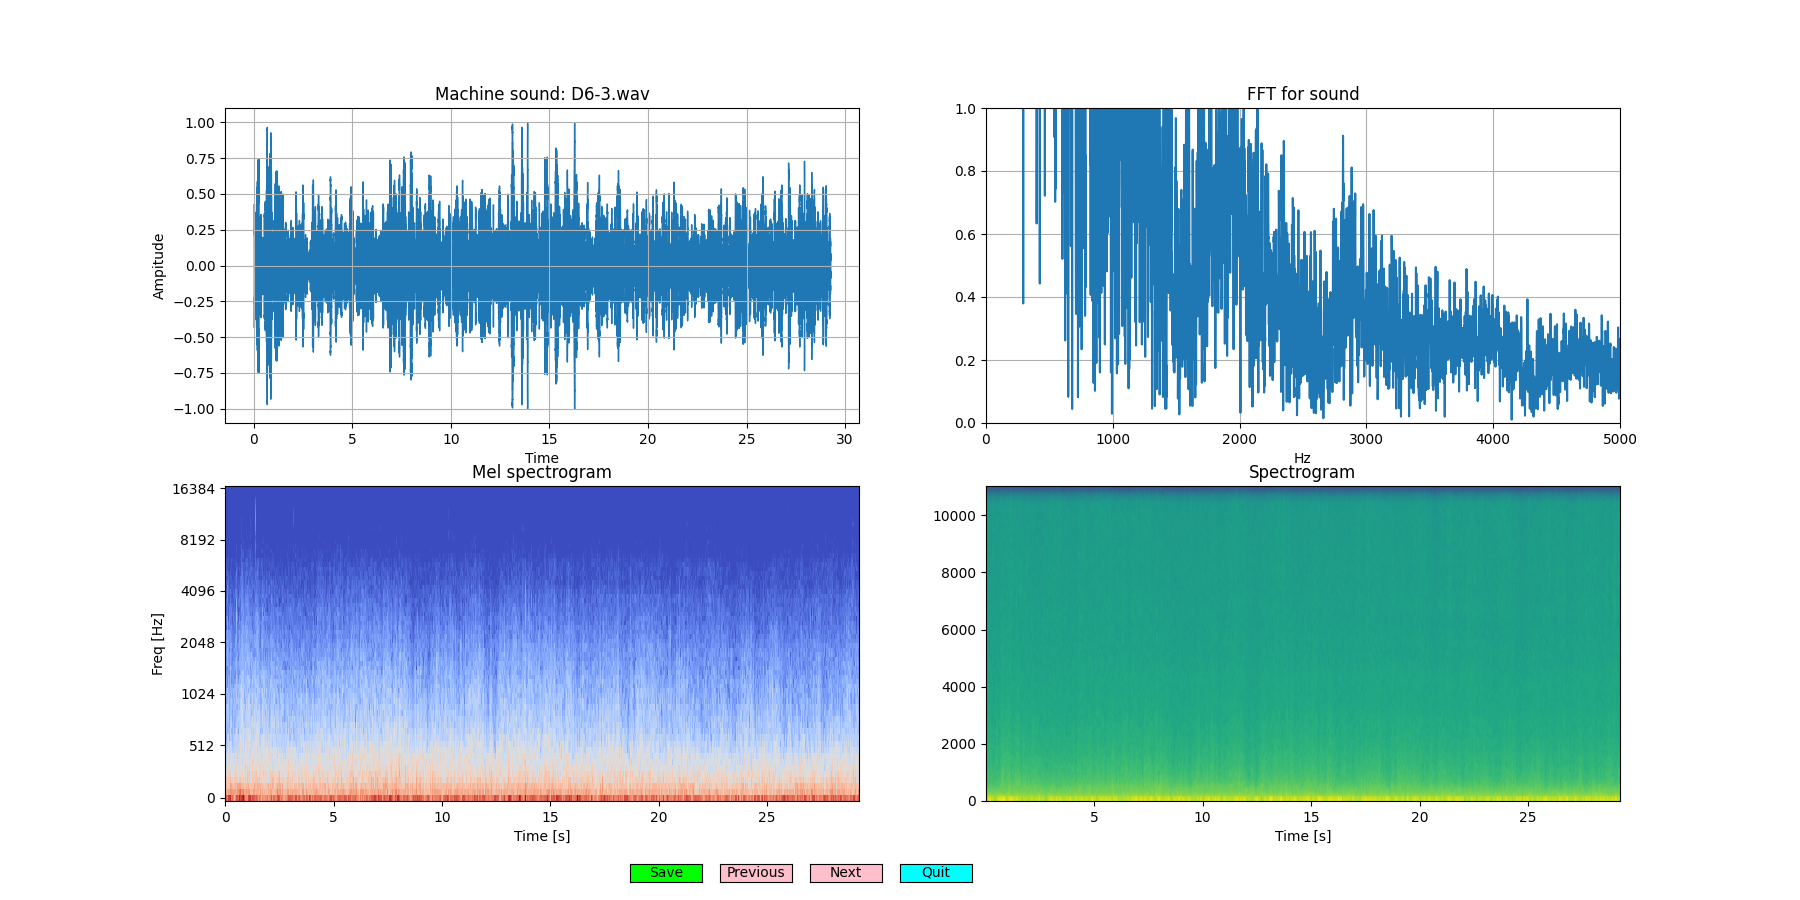 Machine sound: D6-3.wav
1.00
0.75
0.50
0.25
0.00
−0.25
−0.50
−0.75
−1.00
Ampitude
0 5 10 15 20 25 30
Time
FFT for sound
1.0
0.8
0.6
0.4
0.2
0.0
0 1000 2000 3000 4000 5000
Hz
Mel spectrogram
16384
8192
4096
2048
1024
512
0
Freq [Hz]
0 5 10 15 20 25
Time [s]
Spectrogram
10000
8000
6000
4000
2000
0
5 10 15 20 25
Time [s]
Save Previous Next Quit